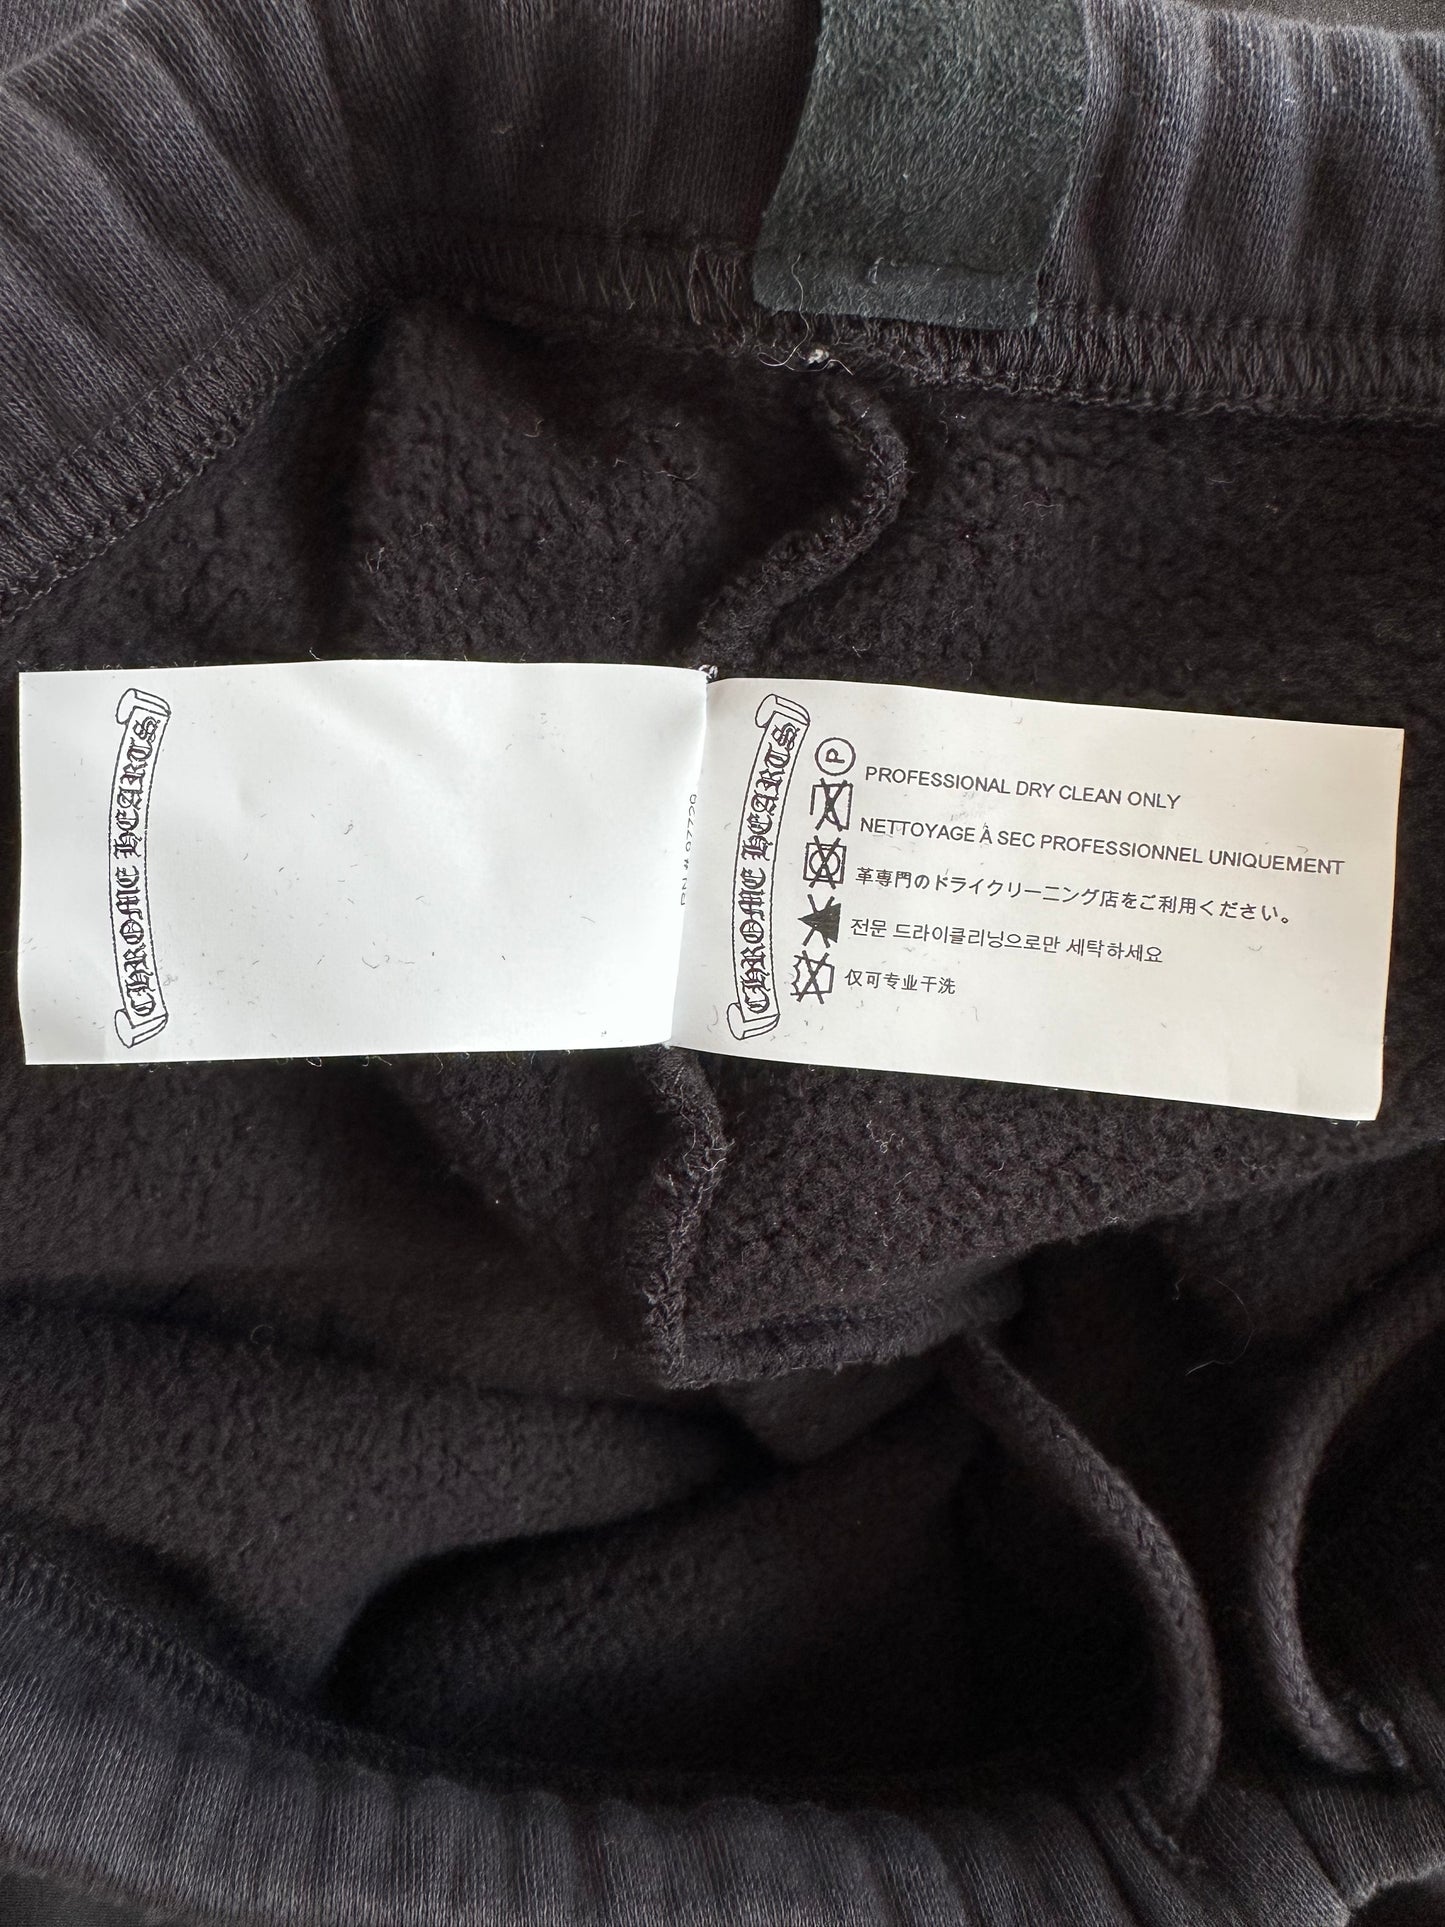 CHROME HEARTS
RN # 97726
CHROME HEARTS
P
PROFESSIONAL DRY CLEAN ONLY
NETTOYAGE À SEC PROFESSIONNEL UNIQUEMENT
革専門のドライクリーニング店をご利用ください。
전문 드라이클리닝으로만 세탁하세요
仅可专业干洗